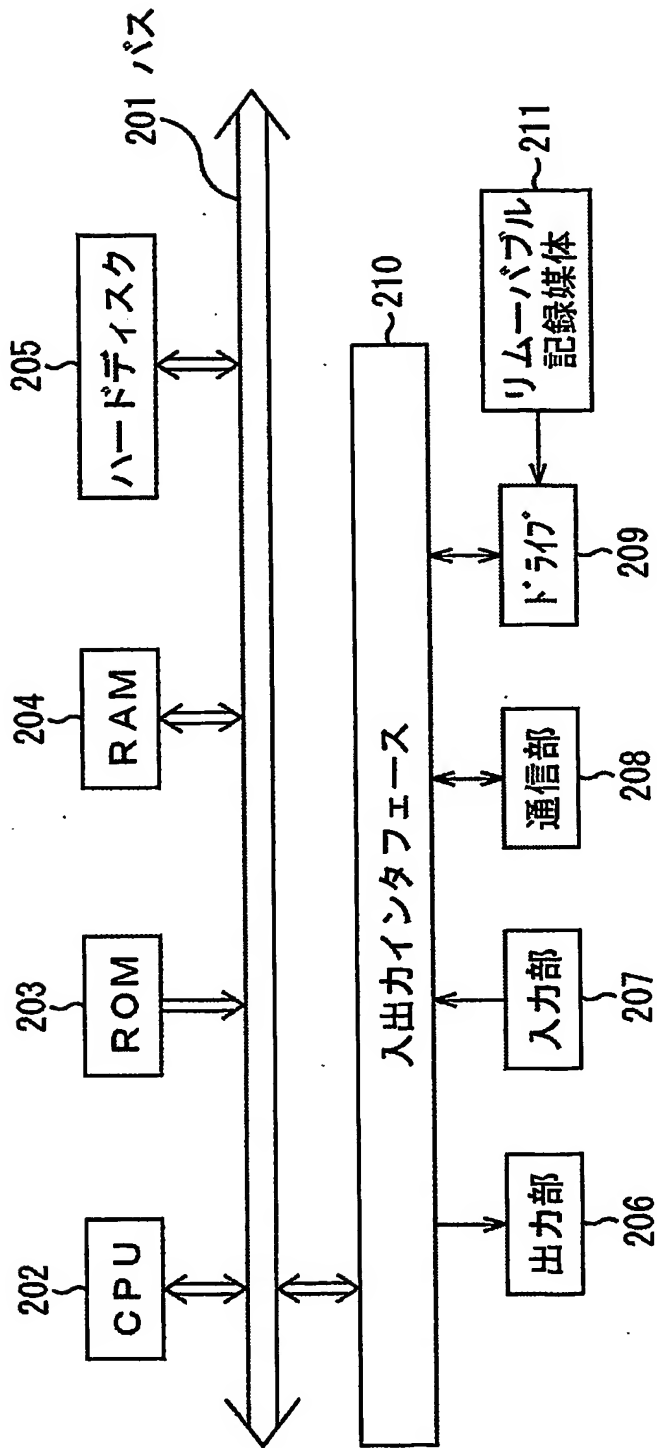 202
CPU
203
ROM
204
RAM
205
ハードディスク
201 バス
210
入出力インタフェース
211
リムーバブル
記録媒体
出力部
206
入力部
207
通信部
208
ドライブ
209